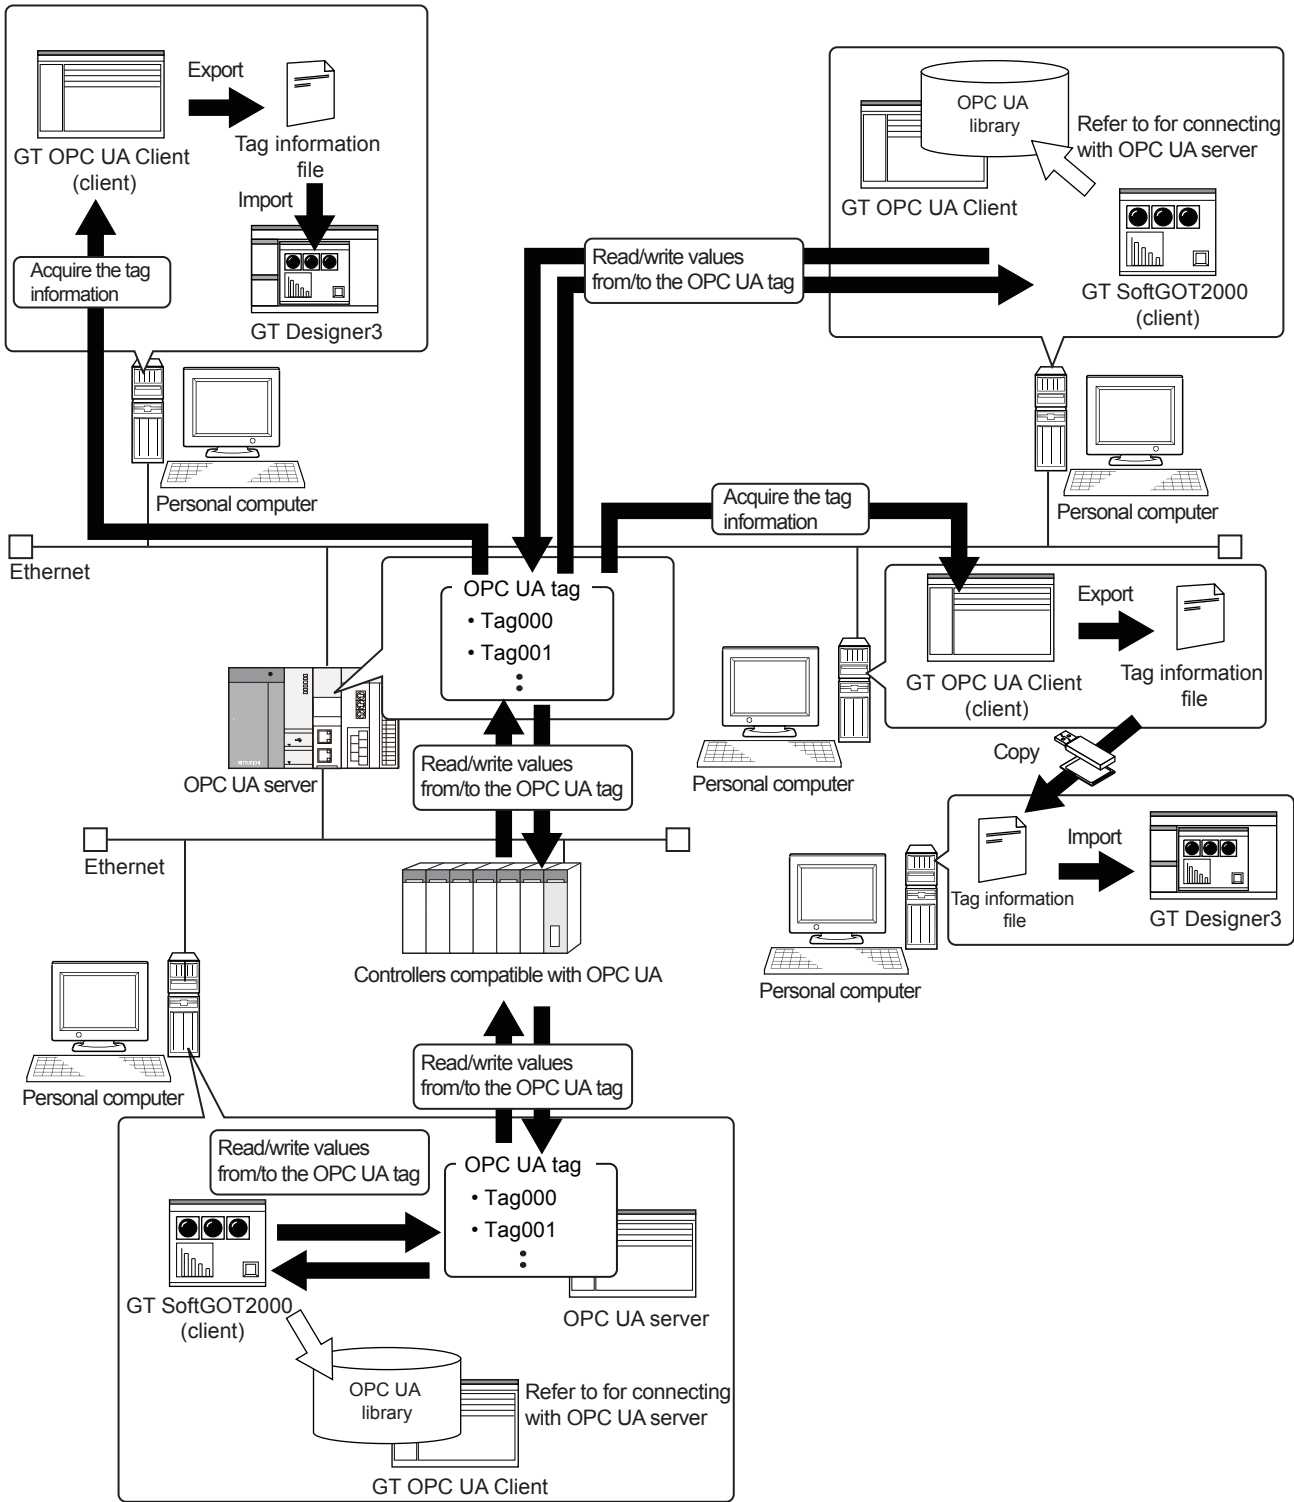 Export
GT OPC UA Client
(client)
Tag information
file
Import
Acquire the tag
information
GT Designer3
Personal computer
OPC UA
library
Refer to for connecting
with OPC UA server
GT OPC UA Client
GT SoftGOT2000
(client)
Read/write values
from/to the OPC UA tag
Personal computer
Acquire the tag
information
Ethernet
OPC UA tag
• Tag000
• Tag001
OPC UA server
Export
GT OPC UA Client
(client)
Tag information
file
Personal computer
Copy
Read/write values
from/to the OPC UA tag
Ethernet
Import
Tag information
file
GT Designer3
Personal computer
Controllers compatible with OPC UA
Read/write values
from/to the OPC UA tag
Personal computer
Read/write values
from/to the OPC UA tag
OPC UA tag
• Tag000
• Tag001
GT SoftGOT2000
(client)
OPC UA server
OPC UA
library
Refer to for connecting
with OPC UA server
GT OPC UA Client